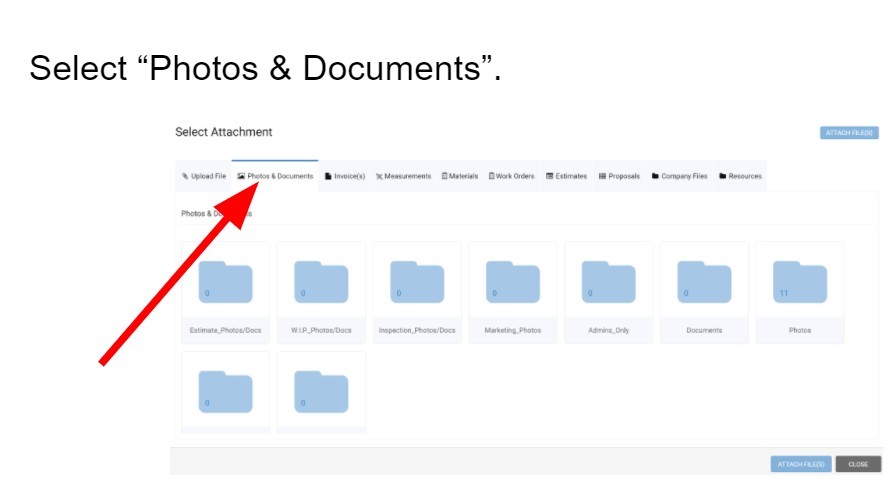 Select “Photos & Documents”.
Select Attachment
ATTACH FILE(S)
Upload File Photos & Documents Invoice(s) Measurements Materials Work Orders Estimates Proposals Company Files Resources
Photos &
0 0 0 0 0 0 11
Estimate_Photos/Docs W.I.P._Photos/Docs Inspection_Photos/Docs Marketing_Photos Admins_Only Documents Photos
0 0
ATTACH FILE(S) CLOSE